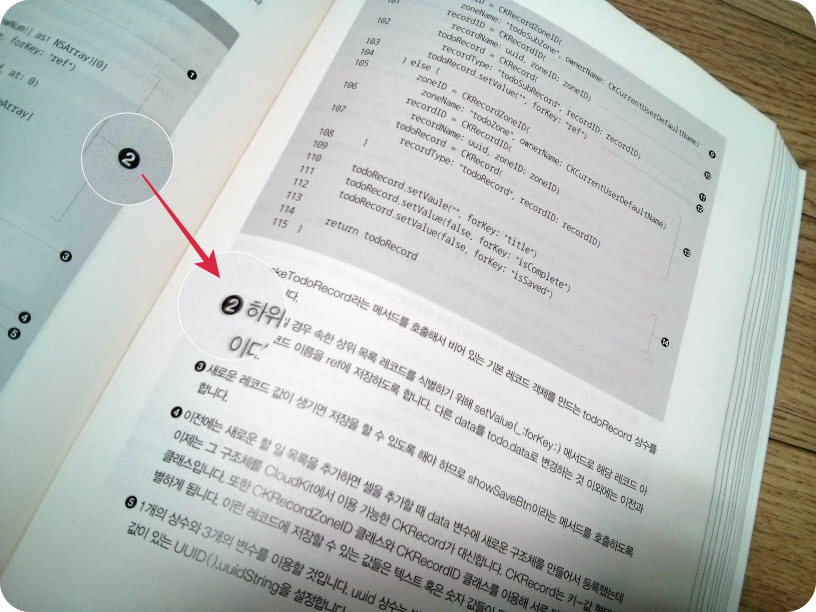 owNum!] as! NSArray)[0]
, forKey: "ref")
, at: 0)
eArray]
❶
❷
❸
❹
❺
101 ID = CKRecordZoneID(
zoneName: "todoSubZone", ownerName: CKCurrentUserDefaultName)
102 recordID = CKRecordID(
recordName: uuid, zoneID: zoneID)
103 todoRecord = CKRecord(
recordType: "todoSubRecord", recordID: recordID)
104 todoRecord.setValue("", forKey: "ref")
105 } else {
106 zoneID = CKRecordZoneID(
zoneName: "todoZone", ownerName: CKCurrentUserDefaultName)
107 recordID = CKRecordID(
recordName: uuid, zoneID: zoneID)
108 todoRecord = CKRecord(
recordType: "todoRecord", recordID: recordID)
109 }
110
111 todoRecord.setVaule("", forKey: "title")
112 todoRecord.setValue(false, forKey: "isComplete")
113 todoRecord.setValue(false, forKey: "isSaved")
114
115 } return todoRecord
❾
❿
⓫
⓬
⓭
⓮
keTodoRecord라는 메서드를 호출해서 비어 있는 기본 레코드 객체를 만드는 todoRecord 상수를
니다.
❷ 하위 경우 속한 상위 목록 레코드를 식별하기 위해 setValue(_:forKey:) 메서드로 해당 레코드 아
이디 코드 이름을 ref에 저장하도록 합니다. 다른 data를 todo.data로 변경하는 것 이외에는 이전과
❸ 새로운 레코드 값이 생기면 저장을 할 수 있도록 해야 하므로 showSaveBtn이라는 메서드를 호출하도록
합니다.
❹ 이전에는 새로운 할 일 목록을 추가하면 셀을 추가할 때 data 변수에 새로운 구조체를 만들어서 등록했는데
이제는 그 구조체를 CloudKit에서 이용 가능한 CKRecord가 대신합니다. CKRecord는 키-값
클래스입니다. 또한 CKRecordZoneID 클래스와 CKRecordID 클래스를 이용해 서로
별하게 됩니다. 이런 레코드에 저장할 수 있는 값들은 텍스트 혹은 숫자 값들이
❺ 1개의 상수와 3개의 변수를 이용할 것입니다. uuid 상수는
값이 있는 UUID().uuidString을 설정합니다.